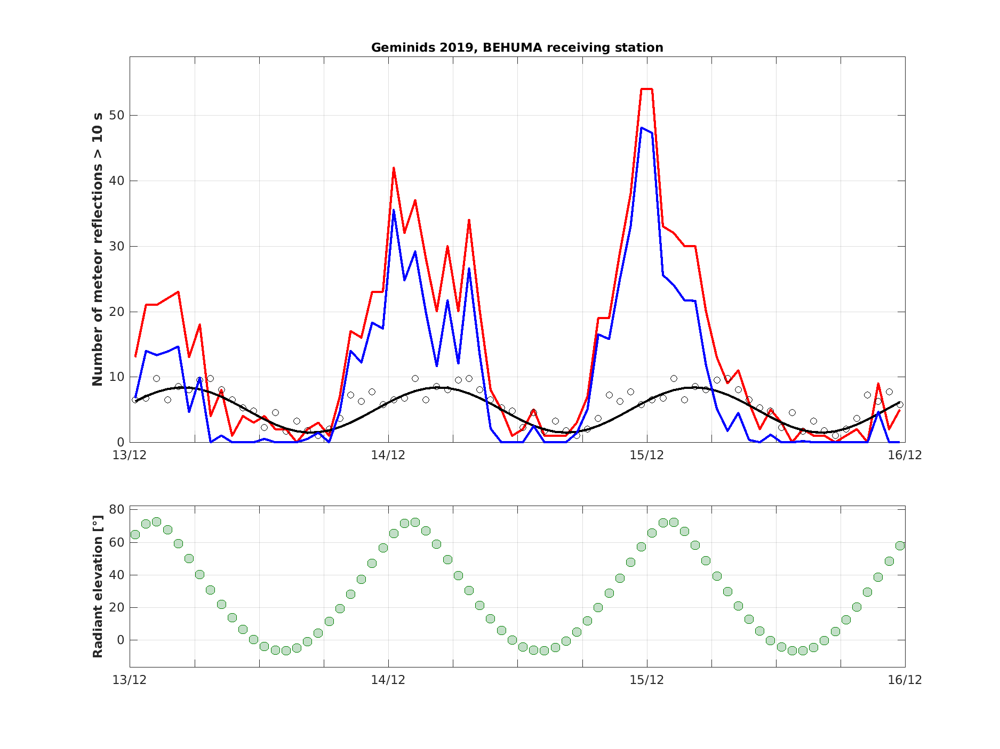 Geminids 2019, BEHUMA receiving station
Number of meteor reflections > 10 s
50
40
30
20
10
0
13/12 14/12 15/12 16/12
Radiant elevation [°]
80
60
40
20
0
13/12 14/12 15/12 16/12